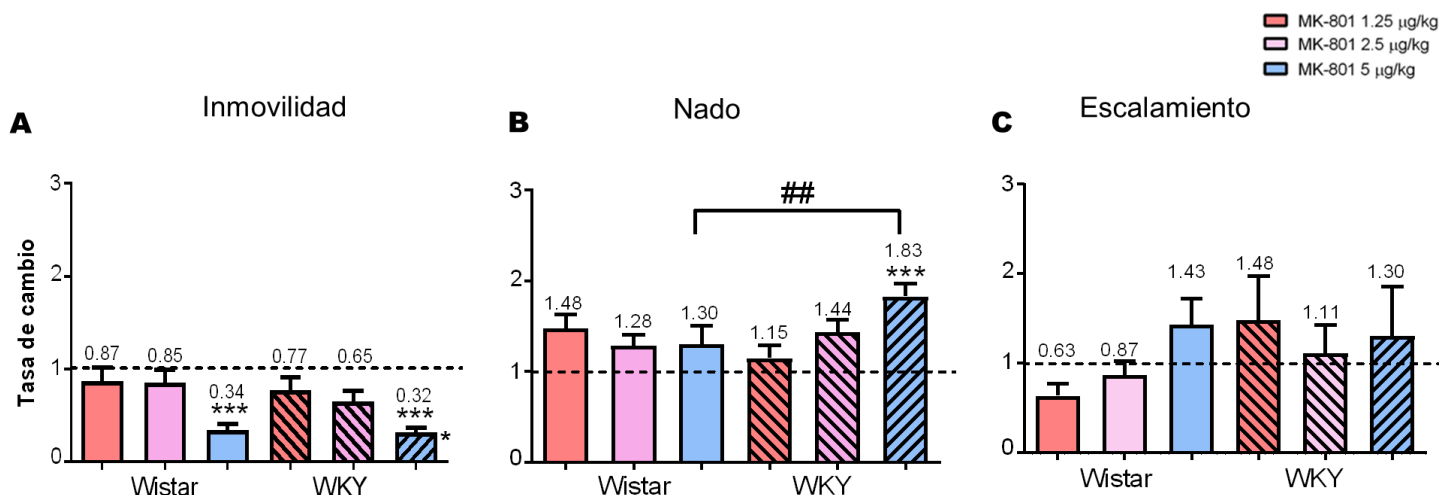 MK-801 1.25 µg/kg
MK-801 2.5 µg/kg
MK-801 5 µg/kg
A
Inmovilidad
Tasa de cambio
3
2
1
0
0.87
0.85
0.34
***
0.77
0.65
0.32
***
*
Wistar
WKY
B
Nado
3
2
1
0
##
1.48
1.28
1.30
1.15
1.44
1.83
***
Wistar
WKY
C
Escalamiento
3
2
1
0
0.63
0.87
1.43
1.48
1.11
1.30
Wistar
WKY